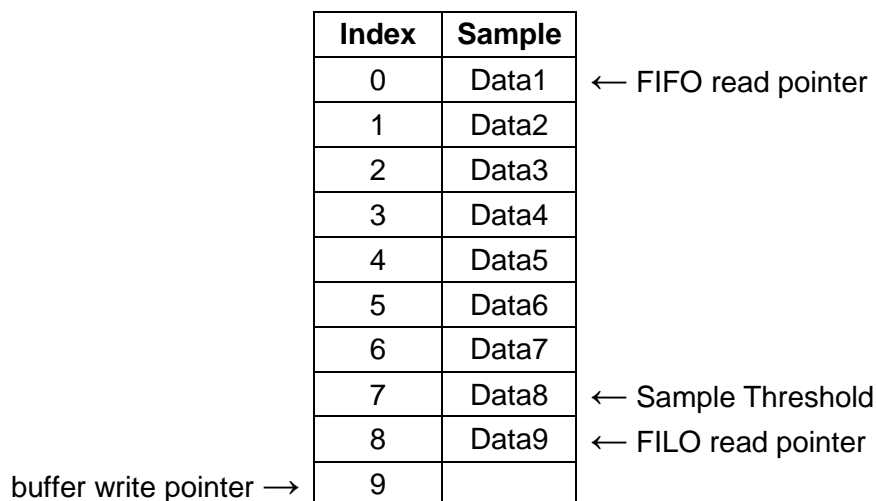 Index Sample
0 Data1 ← FIFO read pointer
1 Data2
2 Data3
3 Data4
4 Data5
5 Data6
6 Data7
7 Data8 ← Sample Threshold
8 Data9 ← FILO read pointer
buffer write pointer → 9